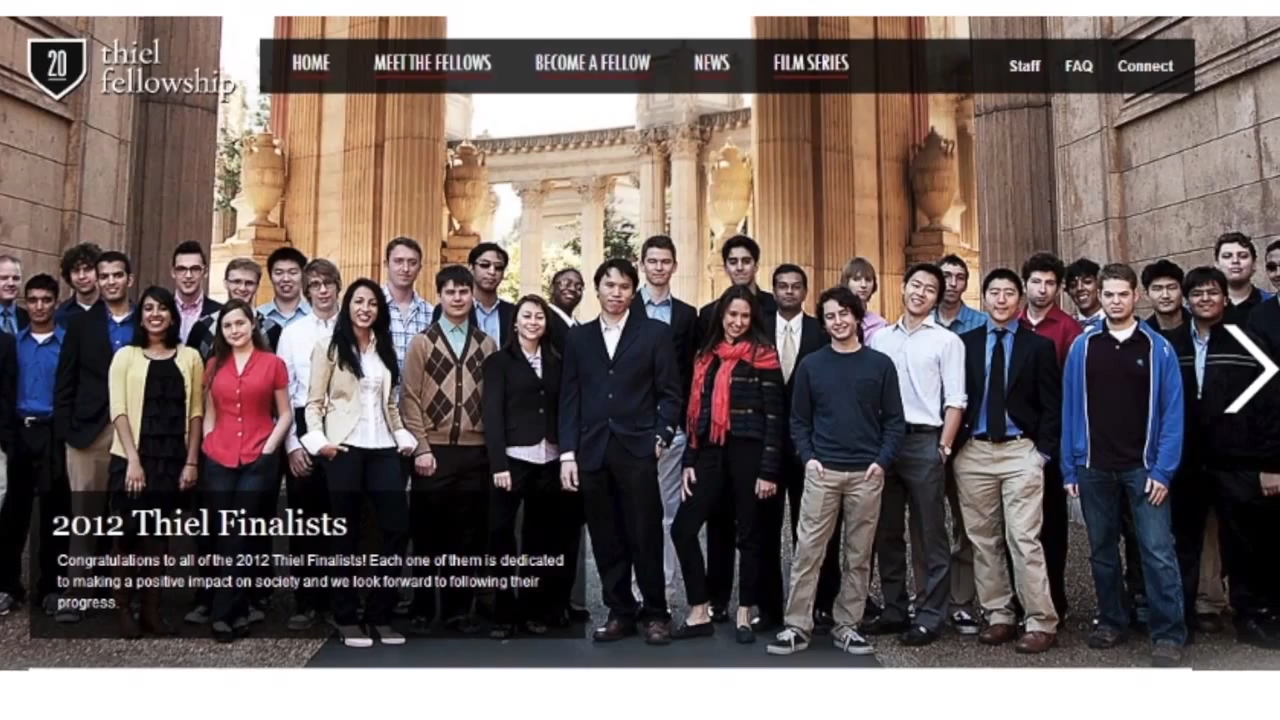 20
thiel
fellowship
HOME MEET THE FELLOWS BECOME A FELLOW NEWS FILM SERIES Staff FAQ Connect
2012 Thiel Finalists
Congratulations to all of the 2012 Thiel Finalists! Each one of them is dedicated
to making a positive impact on society and we look forward to following their
progress.